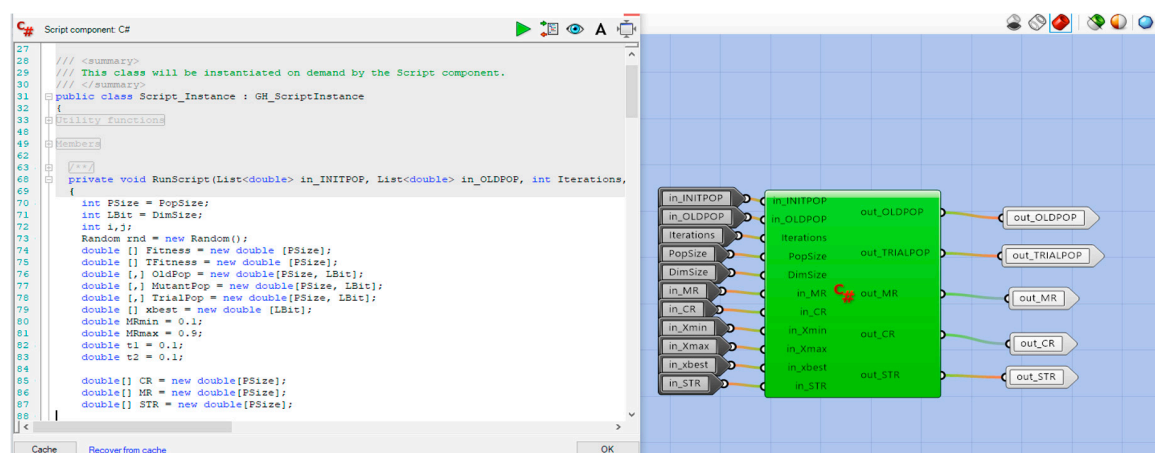 C# Script component: C#
A
27
28 /// <summary>
29 /// This class will be instantiated on demand by the Script component.
30 /// </summary>
31 public class Script_Instance : GH_ScriptInstance
32 {
33 Utility functions
48
49 Members
62
63 /**/
68 private void RunScript(List<double> in_INITPOP, List<double> in_OLDPOP, int Iterations,
69 {
70 int PSize = PopSize;
71 int LBit = DimSize;
72 int i,j;
73 Random rnd = new Random();
74 double [] Fitness = new double [PSize];
75 double [] TFitness = new double [PSize];
76 double [,] OldPop = new double[PSize, LBit];
77 double [,] MutantPop = new double[PSize, LBit];
78 double [,] TrialPop = new double[PSize, LBit];
79 double [] xbest = new double [LBit];
80 double MRmin = 0.1;
81 double MRmax = 0.9;
82 double t1 = 0.1;
83 double t2 = 0.1;
84
85 double[] CR = new double[PSize];
86 double[] MR = new double[PSize];
87 double[] STR = new double[PSize];
88
Cache Recover from cache OK
in_INITPOP
in_OLDPOP
Iterations
PopSize
DimSize
in_MR
in_CR
in_Xmin
in_Xmax
in_xbest
in_STR
in_INITPOP
in_OLDPOP
Iterations
PopSize
DimSize
in_MR
in_CR
in_Xmin
in_Xmax
in_xbest
in_STR
C#
out_OLDPOP
out_TRIALPOP
out_MR
out_CR
out_STR
out_OLDPOP
out_TRIALPOP
out_MR
out_CR
out_STR